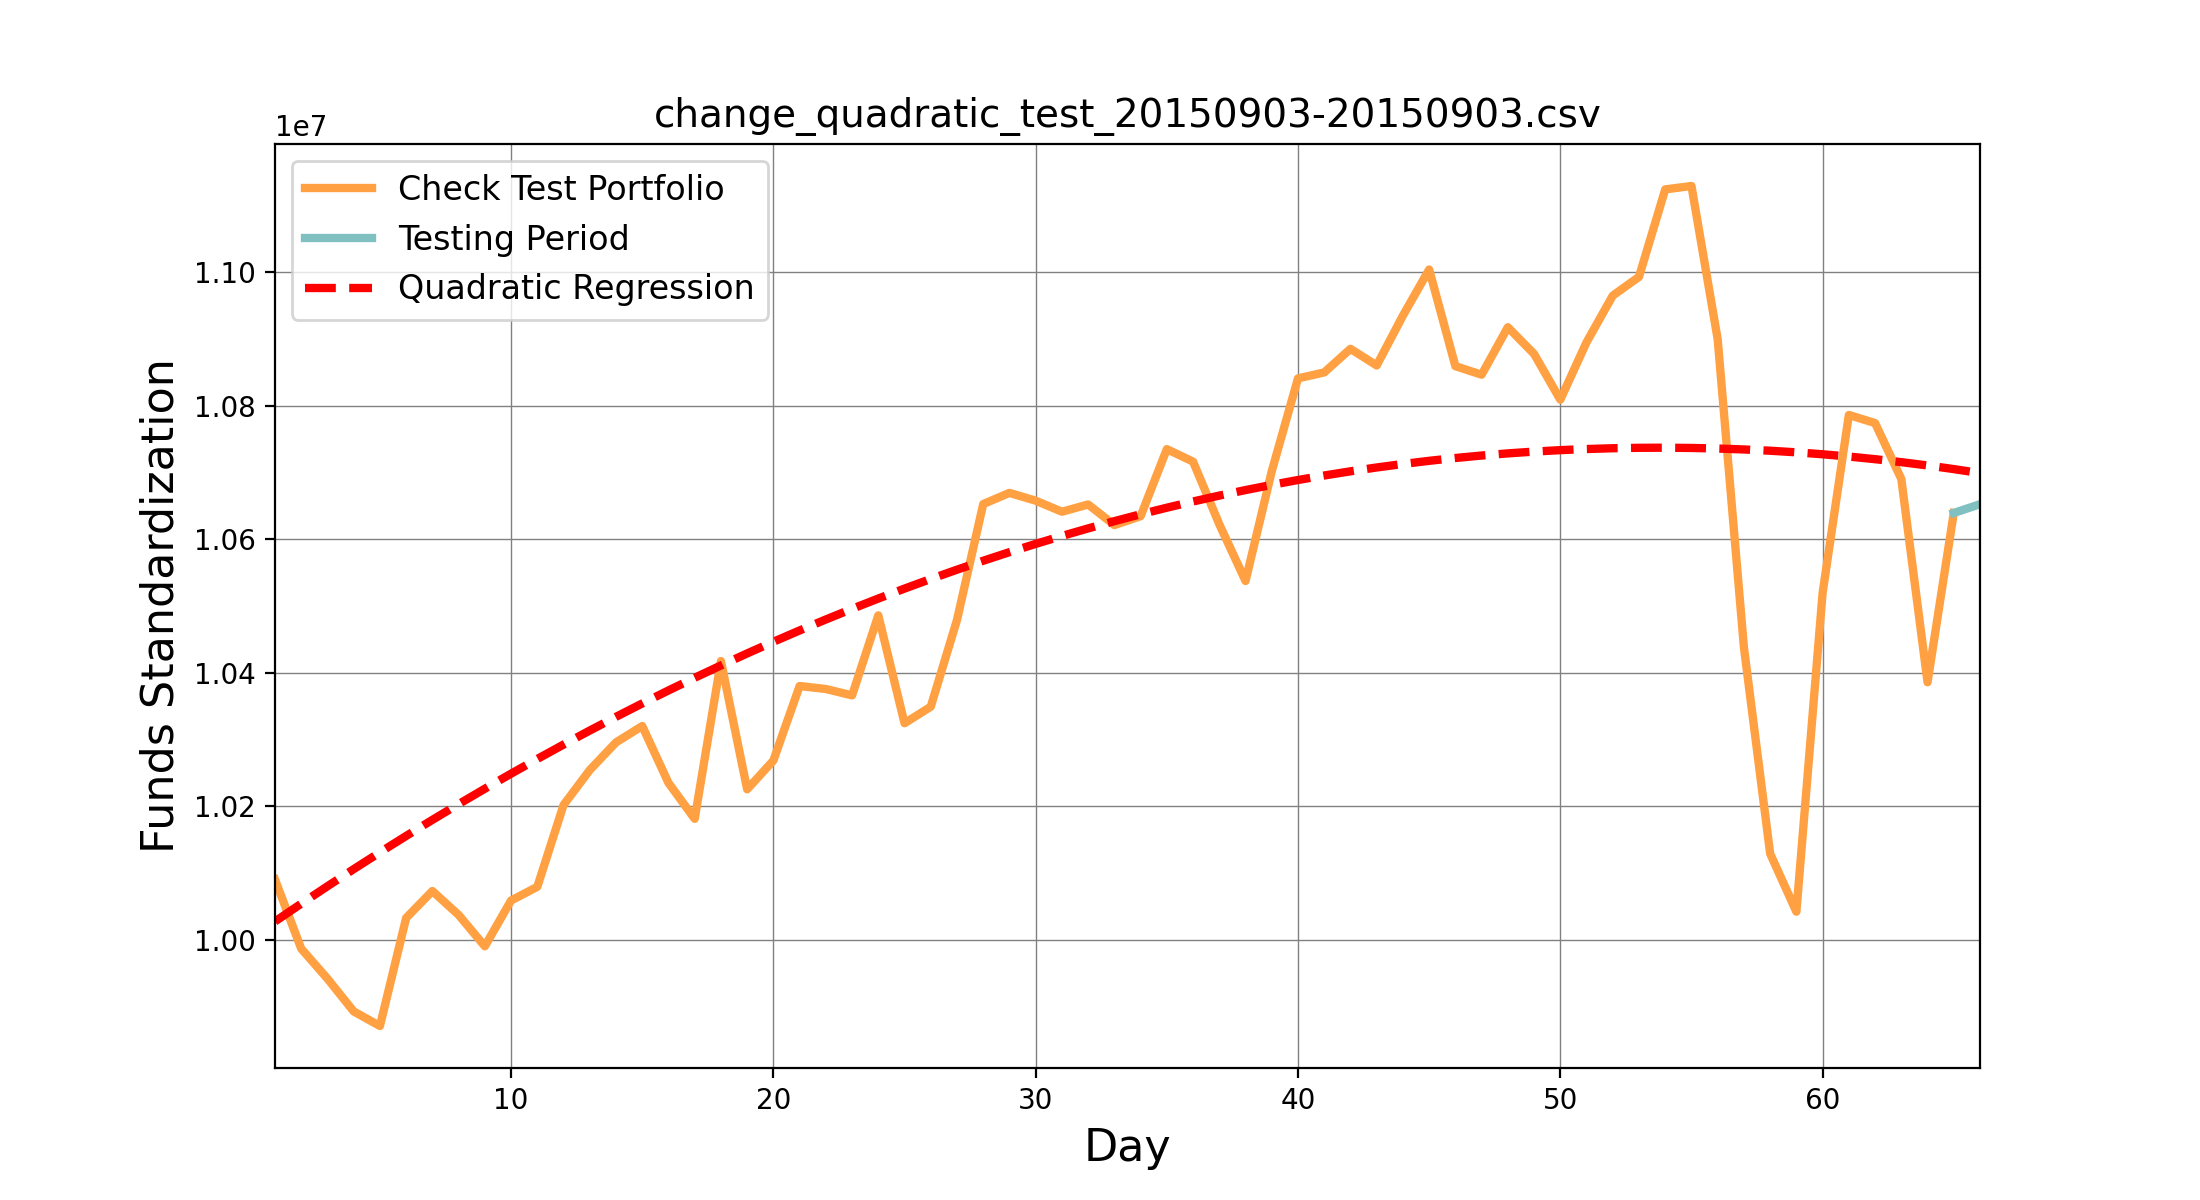 change_quadratic_test_20150903-20150903.csv
1e7
Check Test Portfolio
Testing Period
Quadratic Regression
1.10
1.08
1.06
1.04
1.02
1.00
Funds Standardization
10 20 30 40 50 60
Day